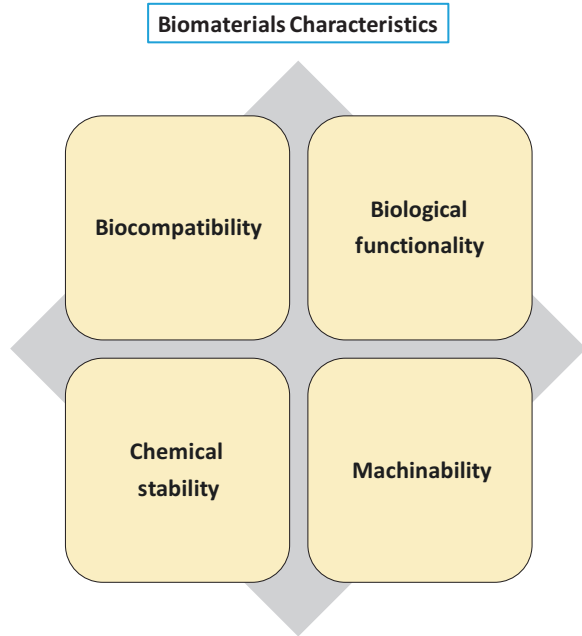 Biomaterials Characteristics
Biocompatibility
Biological
functionality
Chemical
stability
Machinability